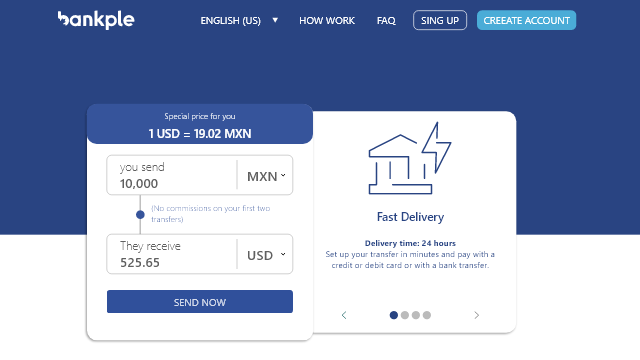 bankple
ENGLISH (US)
HOW WORK
FAQ
SING UP
CREEATE ACCOUNT
Special price for you
1 USD = 19.02 MXN
you send
10,000
MXN
(No commissions on your first two
transfers)
They receive
525.65
USD
SEND NOW
Fast Delivery
Delivery time: 24 hours
Set up your transfer in minutes and pay with a
credit or debit card or with a bank transfer.